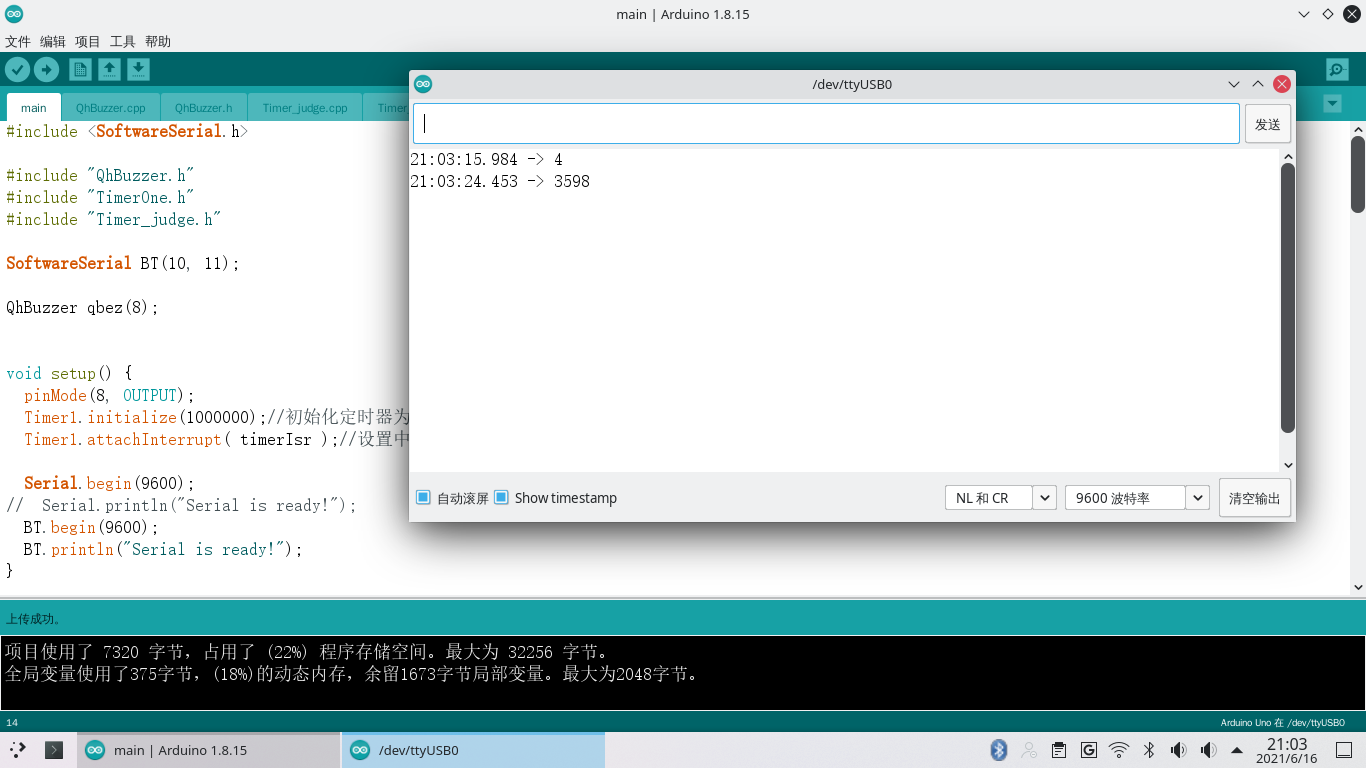 main | Arduino 1.8.15
文件 编辑 项目 工具 帮助
main QhBuzzer.cpp QhBuzzer.h Timer_judge.cpp Timer
#include <SoftwareSerial.h>
#include "QhBuzzer.h"
#include "TimerOne.h"
#include "Timer_judge.h"
SoftwareSerial BT(10, 11);
QhBuzzer qbez(8);
void setup() {
pinMode(8, OUTPUT);
Timer1.initialize(1000000);//初始化定时器为
Timer1.attachInterrupt( timerIsr );//设置中
Serial.begin(9600);
// Serial.println("Serial is ready!");
BT.begin(9600);
BT.println("Serial is ready!");
}
/dev/ttyUSB0
发送
21:03:15.984 -> 4
21:03:24.453 -> 3598
自动滚屏 Show timestamp NL 和 CR 9600 波特率 清空输出
上传成功。
项目使用了 7320 字节，占用了 (22%) 程序存储空间。最大为 32256 字节。
全局变量使用了375字节，(18%)的动态内存，余留1673字节局部变量。最大为2048字节。
14 Arduino Uno 在 /dev/ttyUSB0
main | Arduino 1.8.15 /dev/ttyUSB0 21:03
2021/6/16